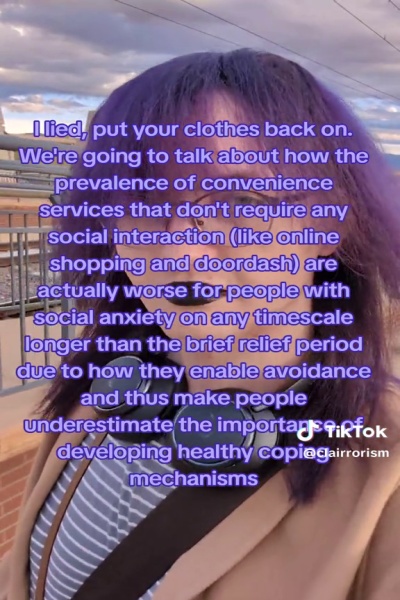 I lied, put your clothes back on.
We're going to talk about how the
prevalence of convenience
services that don't require any
social interaction (like online
shopping and doordash) are
actually worse for people with
social anxiety on any timescale
longer than the brief relief period
due to how they enable avoidance
and thus make people
underestimate the importance of
developing healthy coping
mechanisms
TikTok
@clairrorism